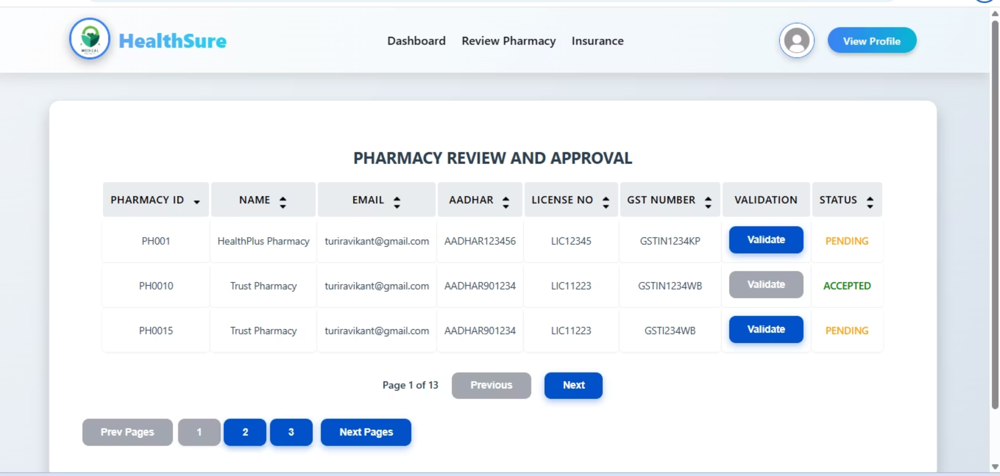 MEDICAL
HealthSure
Dashboard Review Pharmacy Insurance
View Profile
PHARMACY REVIEW AND APPROVAL
PHARMACY ID NAME EMAIL AADHAR LICENSE NO GST NUMBER VALIDATION STATUS
PH001 HealthPlus Pharmacy turiravikant@gmail.com AADHAR123456 LIC12345 GSTIN1234KP Validate PENDING
PH0010 Trust Pharmacy turiravikant@gmail.com AADHAR901234 LIC11223 GSTIN1234WB Validate ACCEPTED
PH0015 Trust Pharmacy turiravikant@gmail.com AADHAR901234 LIC11223 GSTI234WB Validate PENDING
Page 1 of 13 Previous Next
Prev Pages 1 2 3 Next Pages